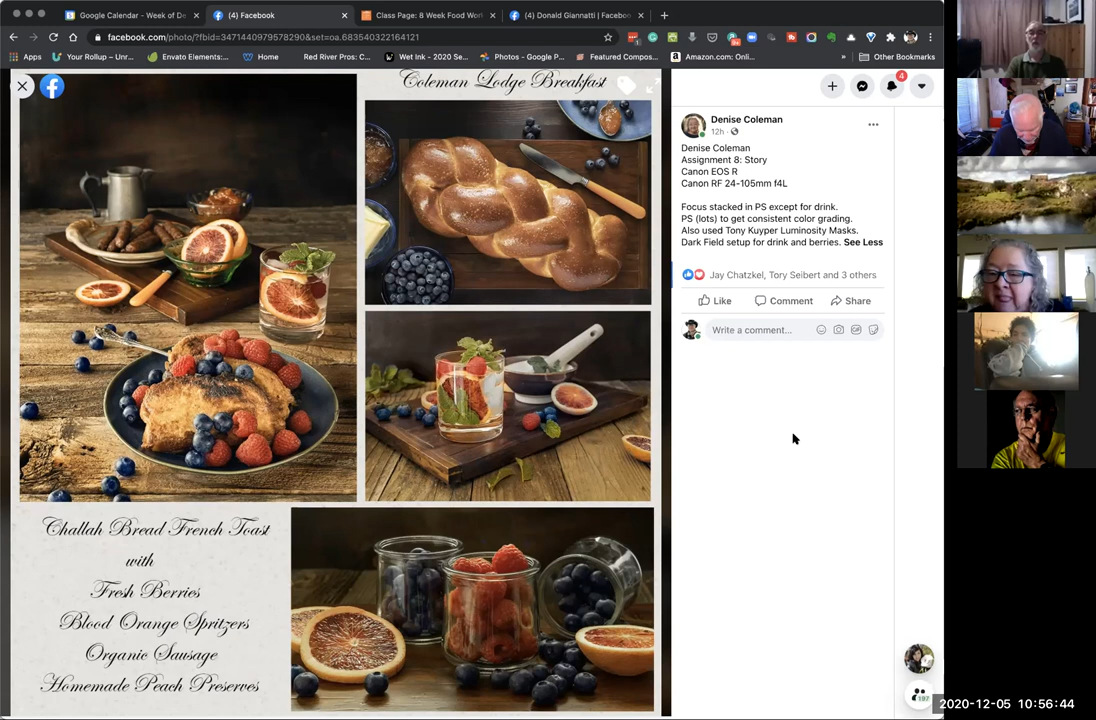 Google Calendar - Week of De
(4) Facebook
Class Page: 8 Week Food Wor
(4) Donald Giannatti | Faceboo
facebook.com/photo/?fbid=3471440979578290&set=oa.683540322164121
Apps
Your Rollup – Unr...
Envato Elements:...
Home
Red River Pros: C...
Wet Ink - 2020 Se...
Photos - Google P...
Featured Compos...
Amazon.com: Onli...
Other Bookmarks
Coleman Lodge Breakfast
Challah Bread French Toast
with
Fresh Berries
Blood Orange Spritzers
Organic Sausage
Homemade Peach Preserves
4
Denise Coleman
12h
Denise Coleman
Assignment 8: Story
Canon EOS R
Canon RF 24-105mm f4L
Focus stacked in PS except for drink.
PS (lots) to get consistent color grading.
Also used Tony Kuyper Luminosity Masks.
Dark Field setup for drink and berries. See Less
Jay Chatzkel, Tory Seibert and 3 others
Like
Comment
Share
Write a comment...
197
2020-12-05 10:56:44